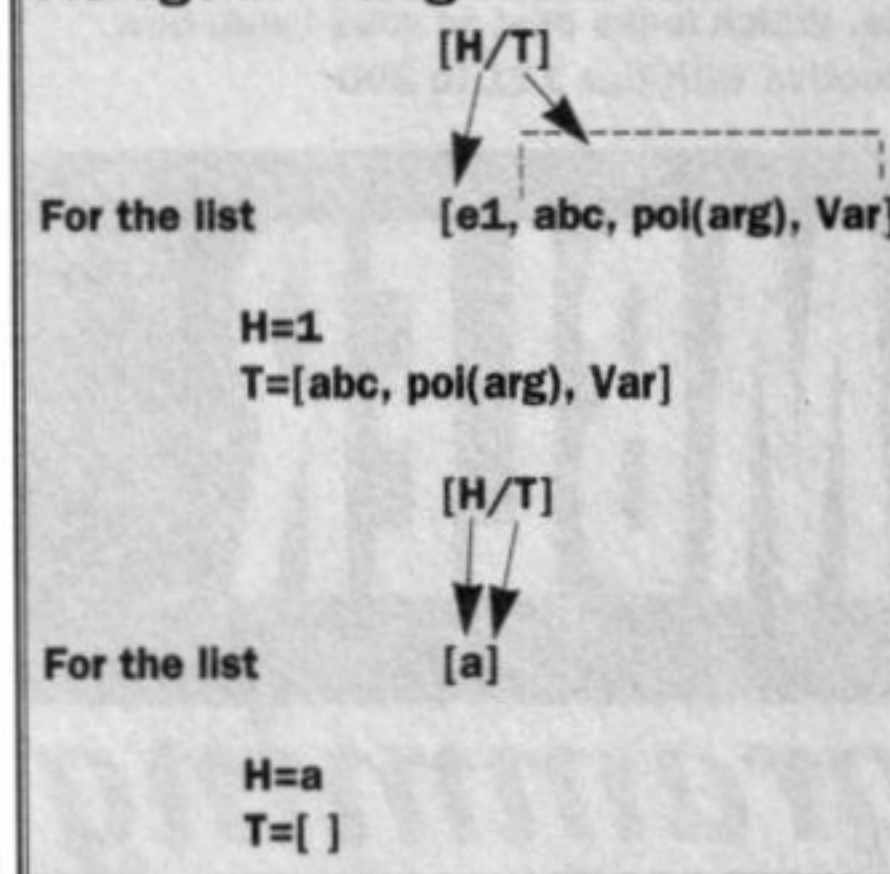 [H/T]
For the list [e1, abc, poi(arg), Var]
H=1
T=[abc, poi(arg), Var]
[H/T]
For the list [a]
H=a
T=[ ]